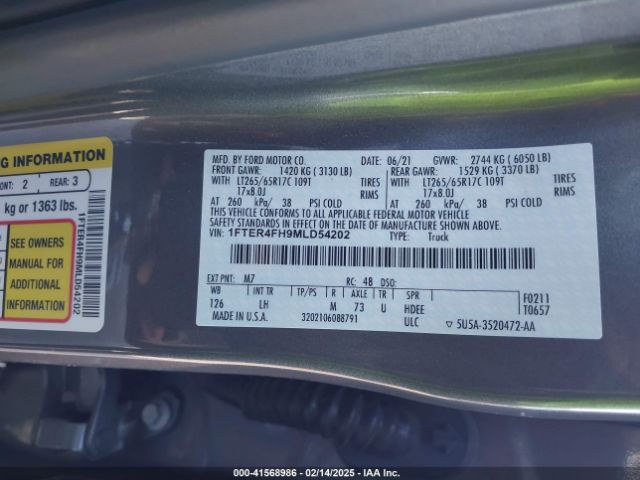 NG INFORMATION
ONT: 2 REAR: 3
kg or 1363 lbs.
SEE OWNERS
MANUAL FOR
ADDITIONAL
INFORMATION
1FTER4FH9MLD54202
MFD. BY FORD MOTOR CO. 06/21 GVWR: 2744 KG ( 6050 LB)
FRONT GAWR: 1420 KG ( 3130 LB) REAR GAWR: 1529 KG ( 3370 LB)
WITH LT265/65R17C 109T TIRES WITH LT265/65R17C 109T TIRES
17x8.0J RIMS 17x8.0J RIMS
AT 260 kPa/ 38 PSI COLD AT 260 kPa/ 38 PSI COLD
THIS VEHICLE CONFORMS TO ALL APPLICABLE FEDERAL MOTOR VEHICLE
SAFETY STANDARDS IN EFFECT ON THE DATE OF MANUFACTURE SHOWN ABOVE.
VIN: 1FTER4FH9MLD54202 TYPE: Truck
EXT PNT: M7 RC: 48 DSO:
WB INT TR TP/PS R AXLE TR SPR
126 LH M 73 U HDEE
F0211
T0657
MADE IN U.S.A. 3202106088791 ULC 5U5A-3520472-AA
00-41568986 - 02/14/2025 - IAA Inc.